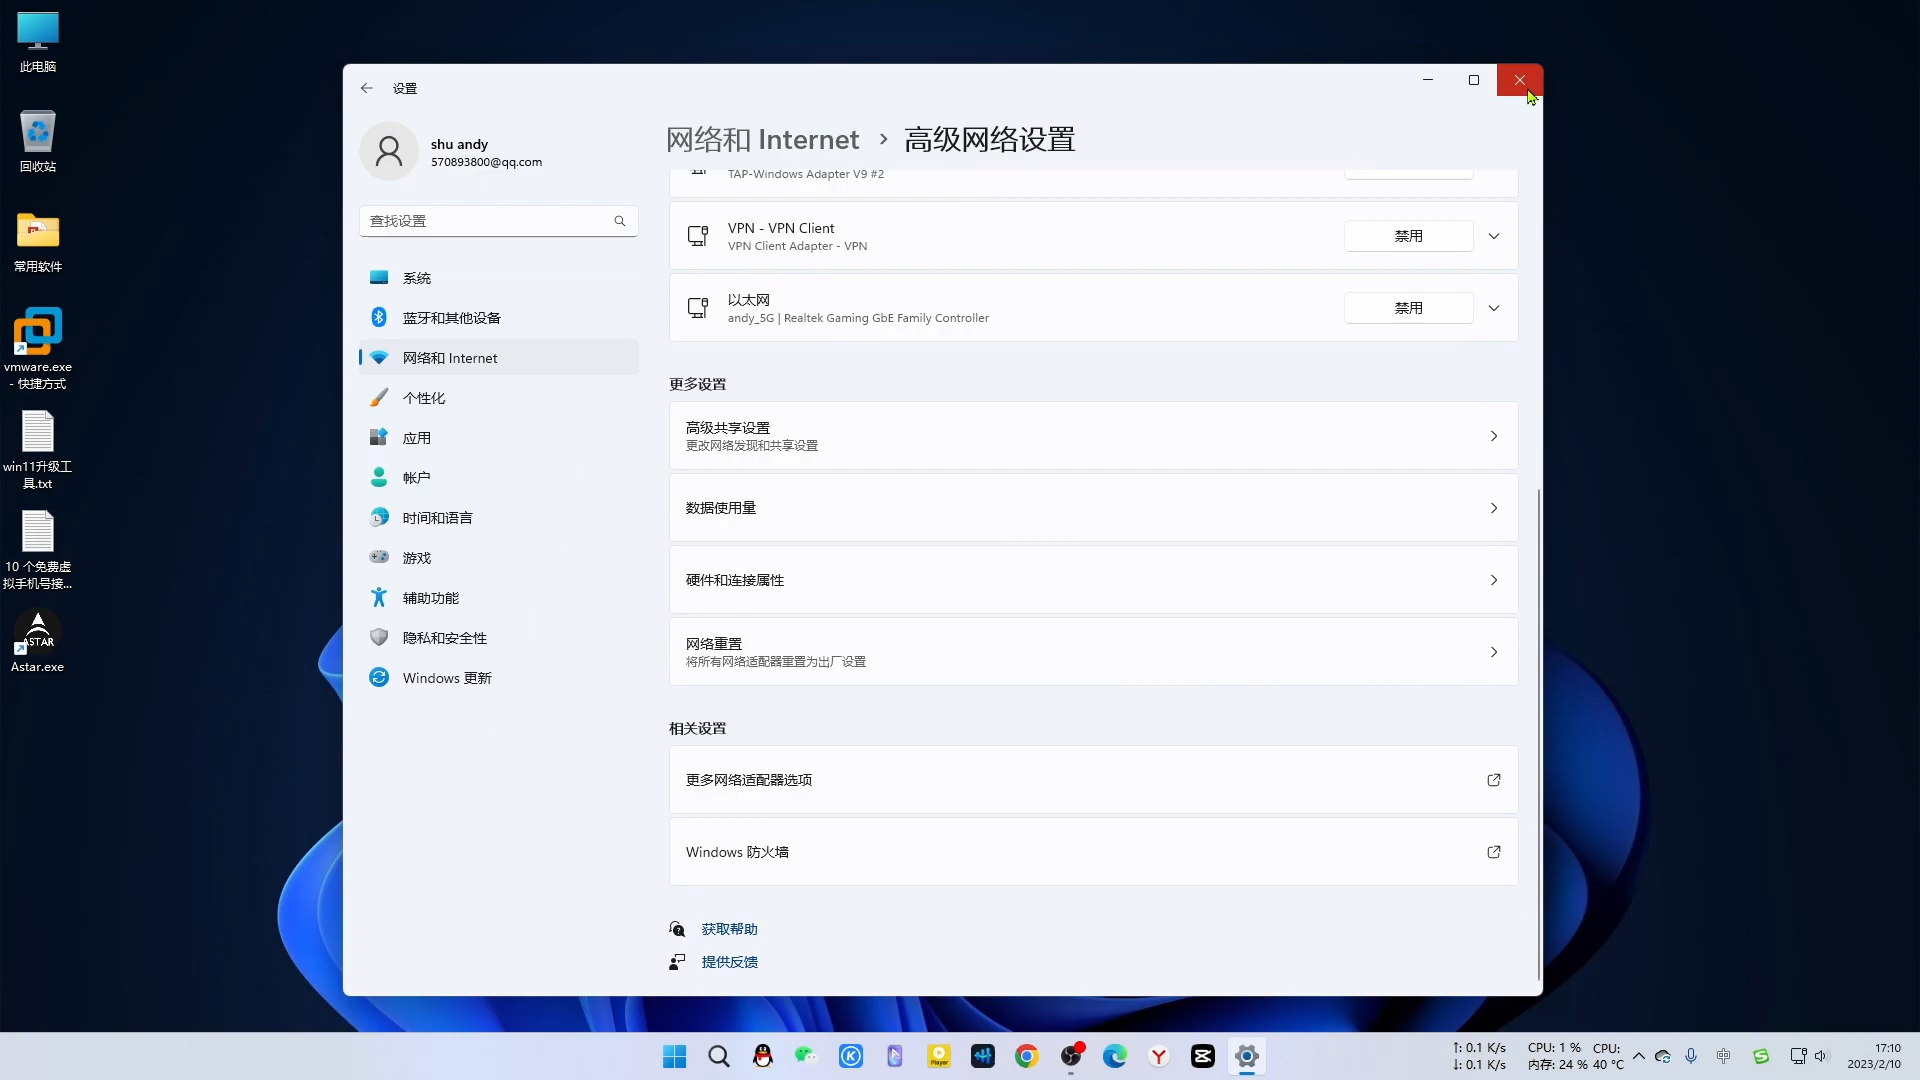 此电脑
回收站
常用软件
vmware.exe
- 快捷方式
win11升级工
具.txt
10 个免费虚
拟手机号接...
ASTAR
Astar.exe
设置
shu andy
570893800@qq.com
查找设置
系统
蓝牙和其他设备
网络和 Internet
个性化
应用
帐户
时间和语言
游戏
辅助功能
隐私和安全性
Windows 更新
网络和 Internet › 高级网络设置
TAP-Windows Adapter V9 #2
VPN - VPN Client
VPN Client Adapter - VPN
禁用
以太网
andy_5G | Realtek Gaming GbE Family Controller
禁用
更多设置
高级共享设置
更改网络发现和共享设置
数据使用量
硬件和连接属性
网络重置
将所有网络适配器重置为出厂设置
相关设置
更多网络适配器选项
Windows 防火墙
获取帮助
提供反馈
Player
↑: 0.1 K/s
↓: 0.1 K/s
CPU: 1 % CPU:
内存: 24 % 40 °C
中
17:10
2023/2/10